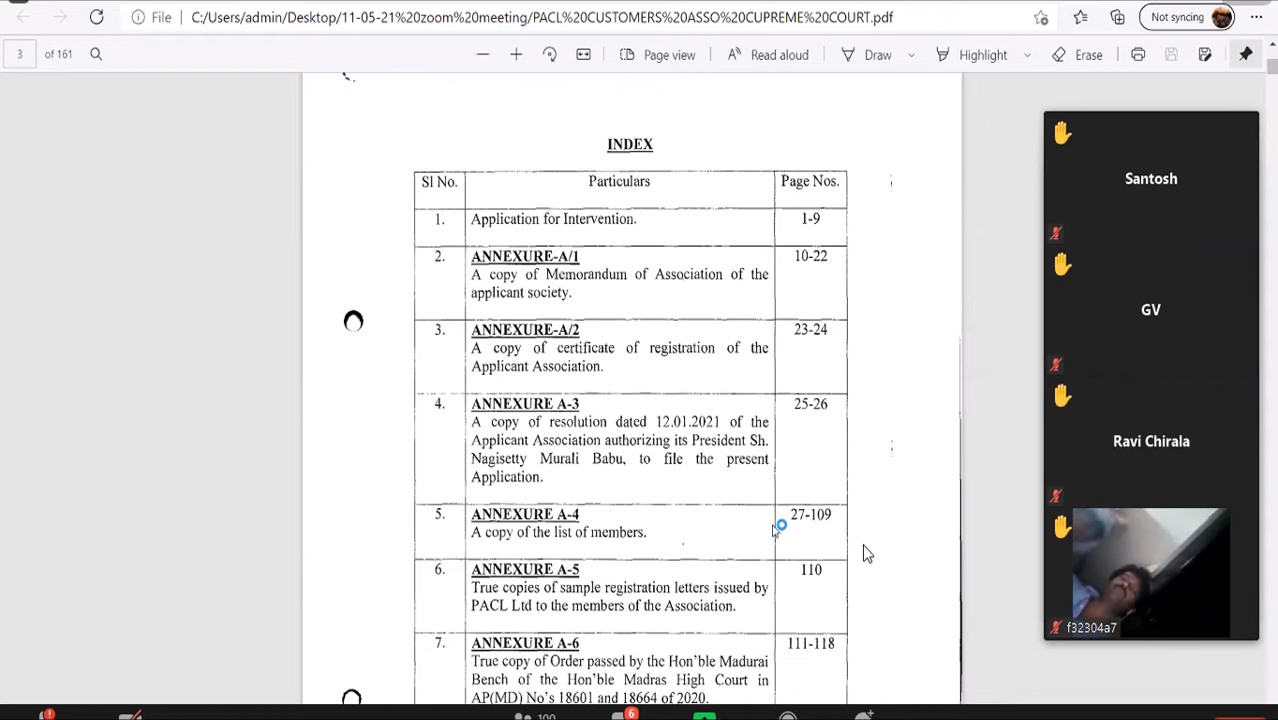 File
C:/Users/admin/Desktop/11-05-21%20zoom%20meeting/PACL%20CUSTOMERS%20ASSO%20CUPREME%20COURT.pdf
Not syncing
3 of 161
Page view
Read aloud
Draw
Highlight
Erase
INDEX
Sl No. Particulars Page Nos.
1. Application for Intervention. 1-9
2. ANNEXURE-A/1 10-22
A copy of Memorandum of Association of the
applicant society.
3. ANNEXURE-A/2 23-24
A copy of certificate of registration of the
Applicant Association.
4. ANNEXURE A-3 25-26
A copy of resolution dated 12.01.2021 of the
Applicant Association authorizing its President Sh.
Nagisetty Murali Babu, to file the present
Application.
5. ANNEXURE A-4 27-109
A copy of the list of members.
6. ANNEXURE A-5 110
True copies of sample registration letters issued by
PACL Ltd to the members of the Association.
7. ANNEXURE A-6 111-118
True copy of Order passed by the Hon'ble Madurai
Bench of the Hon'ble Madras High Court in
AP(MD) No's 18601 and 18664 of 2020.
Santosh
GV
Ravi Chirala
f32304a7
100
6